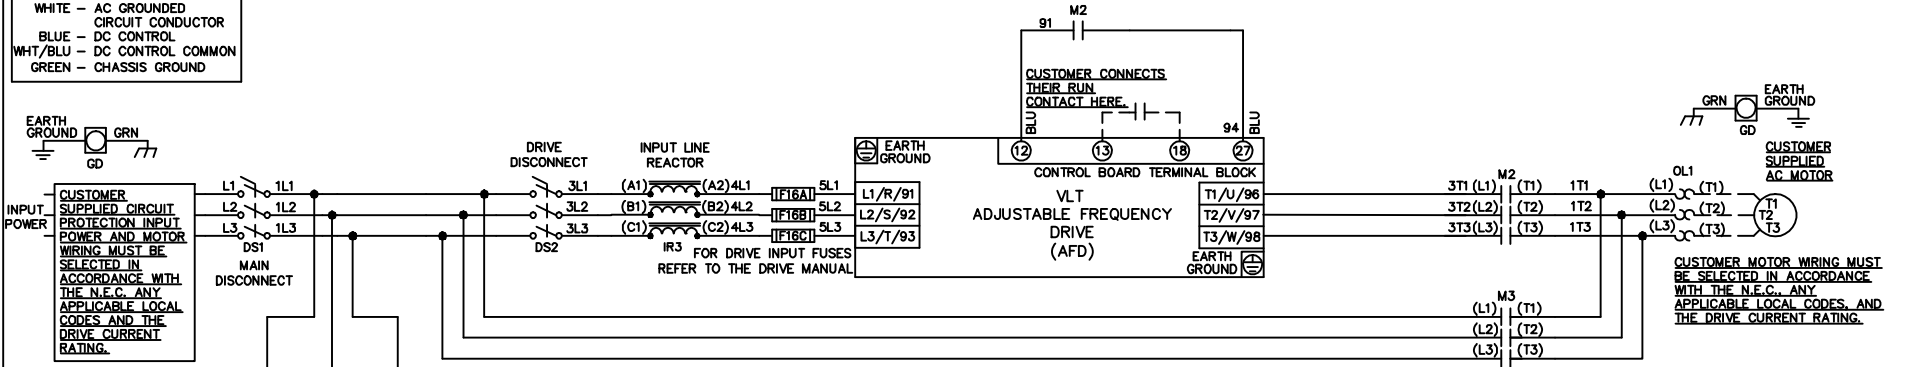 WHITE – AC GROUNDED
CIRCUIT CONDUCTOR
BLUE – DC CONTROL
WHT/BLU – DC CONTROL COMMON
GREEN – CHASSIS GROUND
EARTH
GROUND
GRN
GD
INPUT
POWER
CUSTOMER
SUPPLIED CIRCUIT
PROTECTION INPUT
POWER AND MOTOR
WIRING MUST BE
SELECTED IN
ACCORDANCE WITH
THE N.E.C. ANY
APPLICABLE LOCAL
CODES AND THE
DRIVE CURRENT
RATING.
L1 1L1
L2 1L2
L3 1L3
DS1
MAIN
DISCONNECT
DRIVE
DISCONNECT
3L1
3L2
3L3
DS2
INPUT LINE
REACTOR
(A1) (A2) 4L1
(B1) (B2) 4L2
(C1) (C2) 4L3
IR3
F16A 5L1
F16B 5L2
F16C 5L3
FOR DRIVE INPUT FUSES
REFER TO THE DRIVE MANUAL
M2
91
CUSTOMER CONNECTS
THEIR RUN
CONTACT HERE.
BLU
94 BLU
12 13 18 27
EARTH
GROUND
CONTROL BOARD TERMINAL BLOCK
L1/R/91
L2/S/92
L3/T/93
VLT
ADJUSTABLE FREQUENCY
DRIVE
(AFD)
T1/U/96
T2/V/97
T3/W/98
EARTH
GROUND
M2
3T1 (L1) (T1) 1T1
3T2(L2) (T2) 1T2
3T3(L3) (T3) 1T3
M3
(L1) (T1)
(L2) (T2)
(L3) (T3)
GRN
EARTH
GROUND
GD
CUSTOMER
SUPPLIED
AC MOTOR
OL1
(L1) (T1)
(L2) (T2)
(L3) (T3)
T1
T2
T3
CUSTOMER MOTOR WIRING MUST
BE SELECTED IN ACCORDANCE
WITH THE N.E.C., ANY
APPLICABLE LOCAL CODES, AND
THE DRIVE CURRENT RATING.